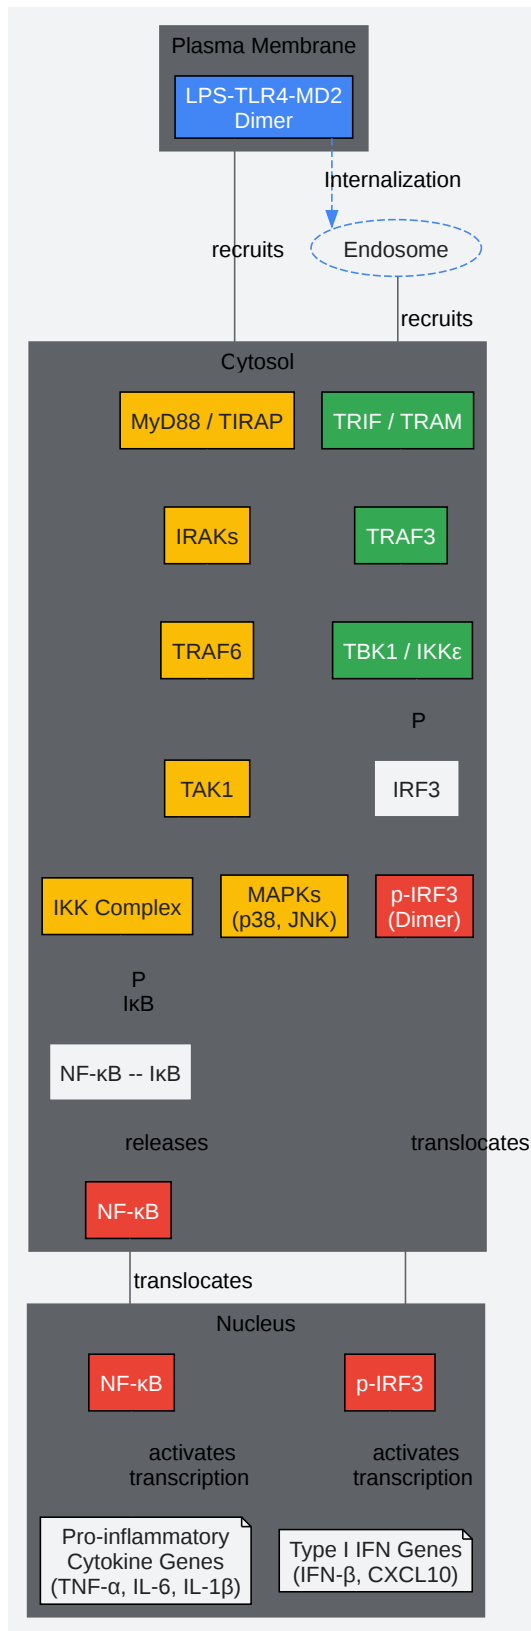 Plasma Membrane
LPS-TLR4-MD2
Dimer
Internalization
recruits
Endosome
recruits
Cytosol
MyD88 / TIRAP
TRIF / TRAM
IRAKs
TRAF3
TRAF6
TBK1 / IKKε
P
TAK1
IRF3
IKK Complex
MAPKs
(p38, JNK)
p-IRF3
(Dimer)
P
IκB
NF-κB -- IκB
releases
translocates
NF-κB
translocates
Nucleus
NF-κB
p-IRF3
activates
transcription
activates
transcription
Pro-inflammatory
Cytokine Genes
(TNF-α, IL-6, IL-1β)
Type I IFN Genes
(IFN-β, CXCL10)